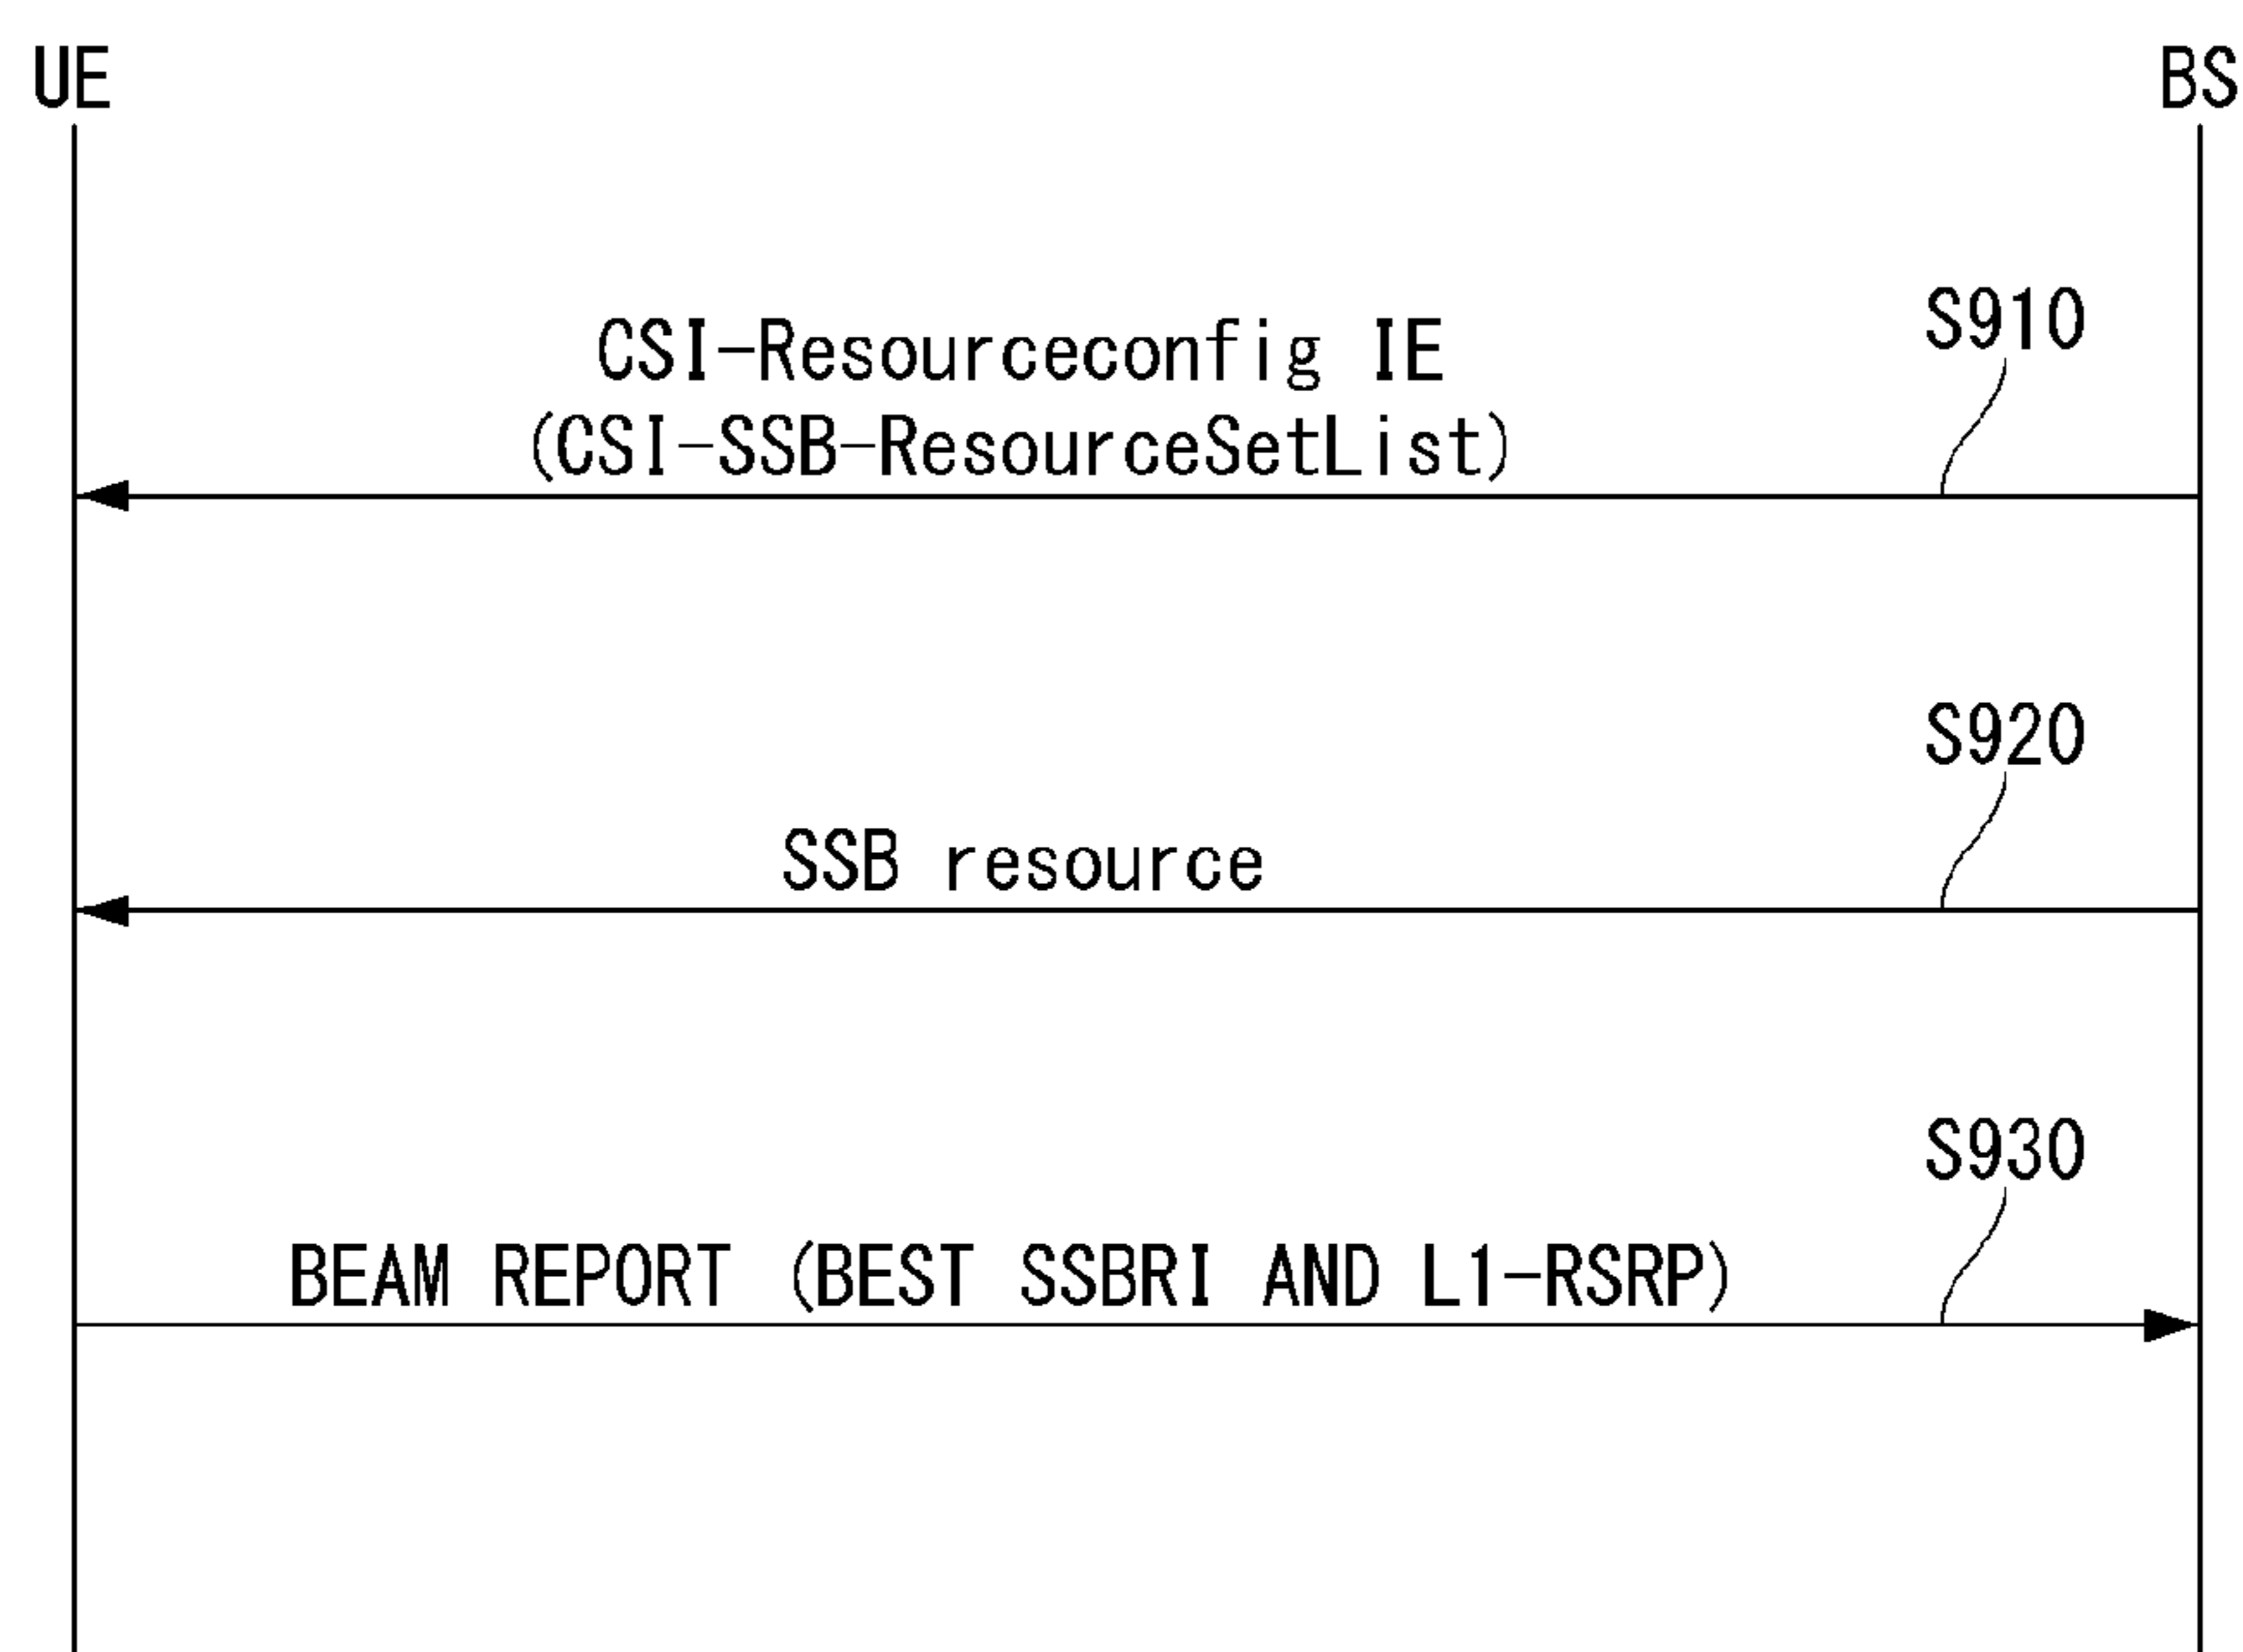 UE
BS
S910
CSI-Resourceconfig IE
(CSI-SSB-ResourceSetList)
S920
SSB resource
S930
BEAM REPORT (BEST SSBRI AND L1-RSRP)